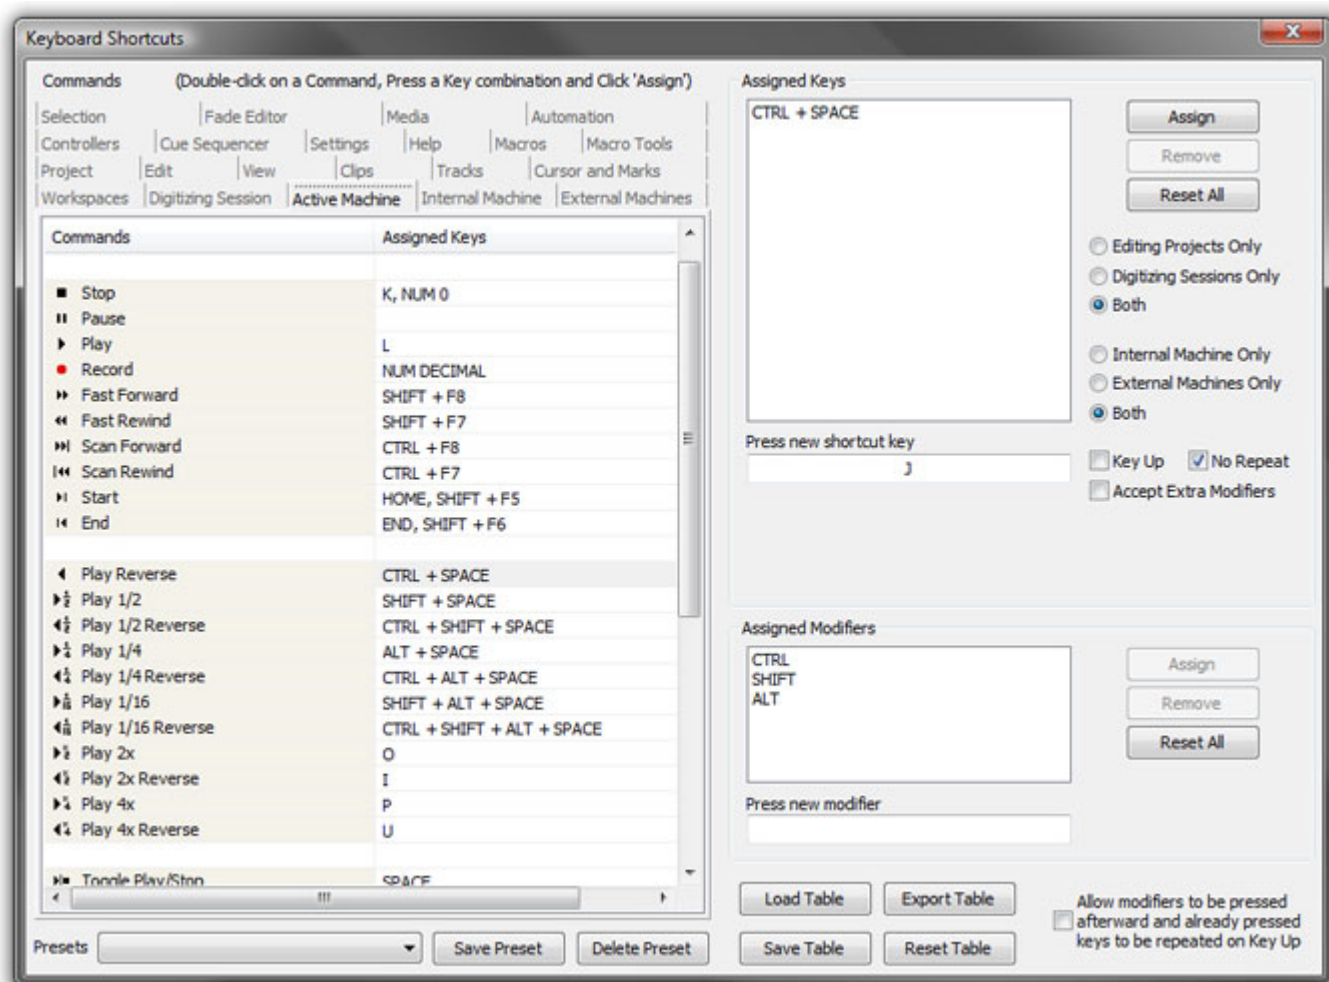 Keyboard Shortcuts
Commands (Double-click on a Command, Press a Key combination and Click 'Assign')
Selection Fade Editor Media Automation
Controllers Cue Sequencer Settings Help Macros Macro Tools
Project Edit View Clips Tracks Cursor and Marks
Workspaces Digitizing Session Active Machine Internal Machine External Machines
Commands Assigned Keys
Stop K, NUM 0
Pause
Play L
Record NUM DECIMAL
Fast Forward SHIFT + F8
Fast Rewind SHIFT + F7
Scan Forward CTRL + F8
Scan Rewind CTRL + F7
Start HOME, SHIFT + F5
End END, SHIFT + F6
Play Reverse CTRL + SPACE
Play 1/2 SHIFT + SPACE
Play 1/2 Reverse CTRL + SHIFT + SPACE
Play 1/4 ALT + SPACE
Play 1/4 Reverse CTRL + ALT + SPACE
Play 1/16 SHIFT + ALT + SPACE
Play 1/16 Reverse CTRL + SHIFT + ALT + SPACE
Play 2x O
Play 2x Reverse I
Play 4x P
Play 4x Reverse U
Toggle Play/Stop SPACE
Presets Save Preset Delete Preset
Assigned Keys
CTRL + SPACE
Assign
Remove
Reset All
Editing Projects Only
Digitizing Sessions Only
Both
Internal Machine Only
External Machines Only
Both
Press new shortcut key
J
Key Up No Repeat
Accept Extra Modifiers
Assigned Modifiers
CTRL
SHIFT
ALT
Assign
Remove
Reset All
Press new modifier
Load Table Export Table
Save Table Reset Table
Allow modifiers to be pressed
afterward and already pressed
keys to be repeated on Key Up